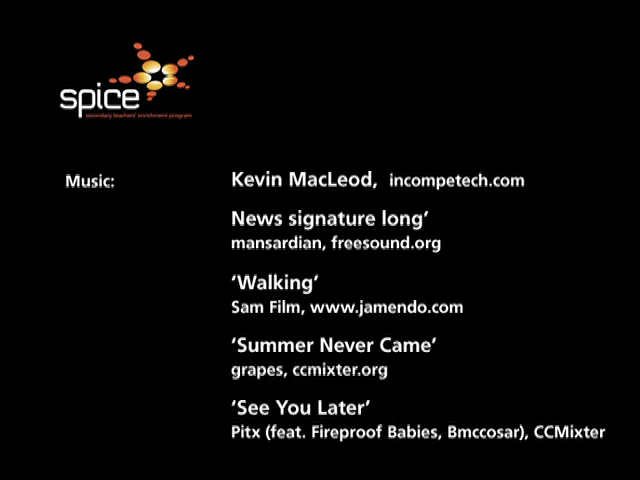 spice
secondary teachers' enrichment program
Music:
Kevin MacLeod, incompetech.com
News signature long’
mansardian, freesound.org
‘Walking’
Sam Film, www.jamendo.com
‘Summer Never Came’
grapes, ccmixter.org
‘See You Later’
Pitx (feat. Fireproof Babies, Bmccosar), CCMixter